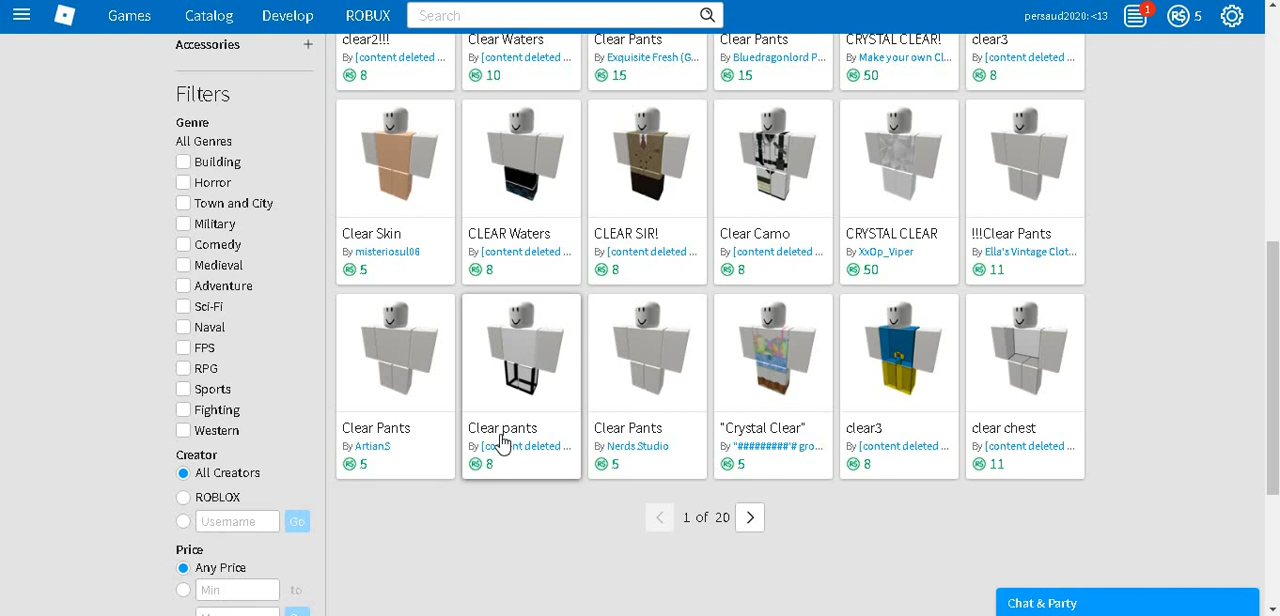 Games Catalog Develop ROBUX Search persaud2020: <13 1 R$ 5
Accessories +
Filters
Genre
All Genres
Building
Horror
Town and City
Military
Comedy
Medieval
Adventure
Sci-Fi
Naval
FPS
RPG
Sports
Fighting
Western
Creator
All Creators
ROBLOX
Username Go
Price
Any Price
Min to
clear2!!! Clear Waters Clear Pants Clear Pants CRYSTAL CLEAR! clear3
By [content deleted ... By [content deleted ... By Exquisite Fresh (G... By Bluedragonlord P... By Make your own Cl... By [content deleted ...
R$ 8 R$ 10 R$ 15 R$ 15 R$ 50 R$ 8
Clear Skin CLEAR Waters CLEAR SIR! Clear Camo CRYSTAL CLEAR !!!Clear Pants
By misteriosul06 By [content deleted ... By [content deleted ... By [content deleted ... By XxOp_Viper By Ella's Vintage Clot...
R$ 5 R$ 8 R$ 8 R$ 8 R$ 50 R$ 11
Clear Pants Clear pants Clear Pants "Crystal Clear" clear3 clear chest
By ArtianS By [content deleted ... By Nerds Studio By "#########'# gro... By [content deleted ... By [content deleted ...
R$ 5 R$ 8 R$ 5 R$ 5 R$ 8 R$ 11
1 of 20
Chat & Party